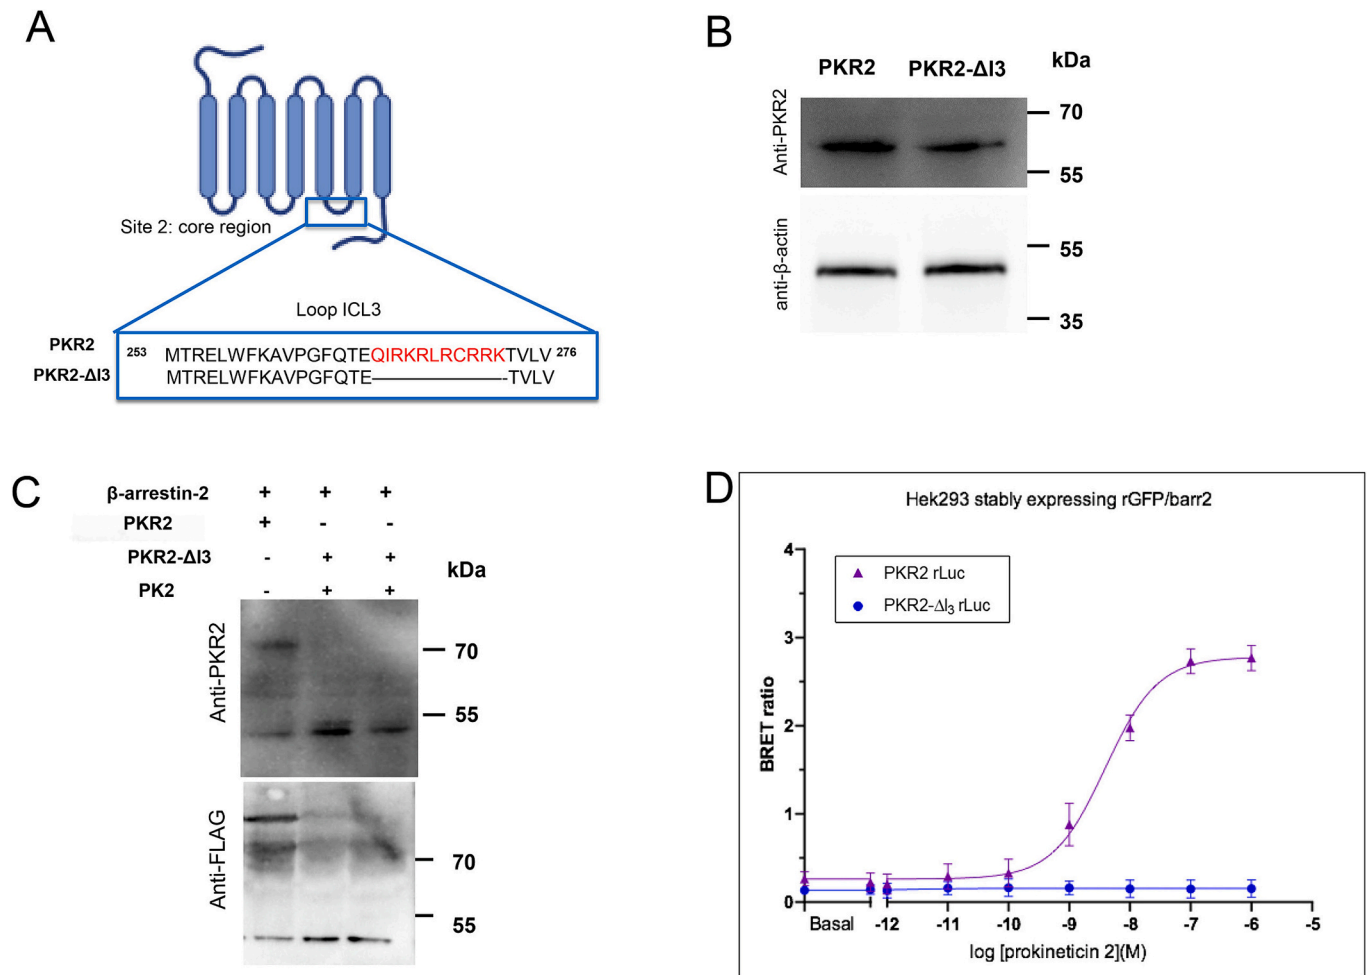 A
Site 2: core region
Loop ICL3
PKR2 253 MTRELWFKAVPGFQTEQIRKRLRCRRKTVLV 276
PKR2-ΔI3 MTRELWFKAVPGFQTE-TVLV
B
PKR2 PKR2-ΔI3 kDa
Anti-PKR2
70
55
anti-β-actin
55
35
C
β-arrestin-2 + + +
PKR2 + - -
PKR2-ΔI3 - + +
PK2 - + +
kDa
Anti-PKR2
70
55
Anti-FLAG
70
55
D
Hek293 stably expressing rGFP/barr2
PKR2 rLuc
PKR2-ΔI3 rLuc
BRET ratio
4
3
2
1
0
Basal -12 -11 -10 -9 -8 -7 -6 -5
log [prokineticin 2](M)